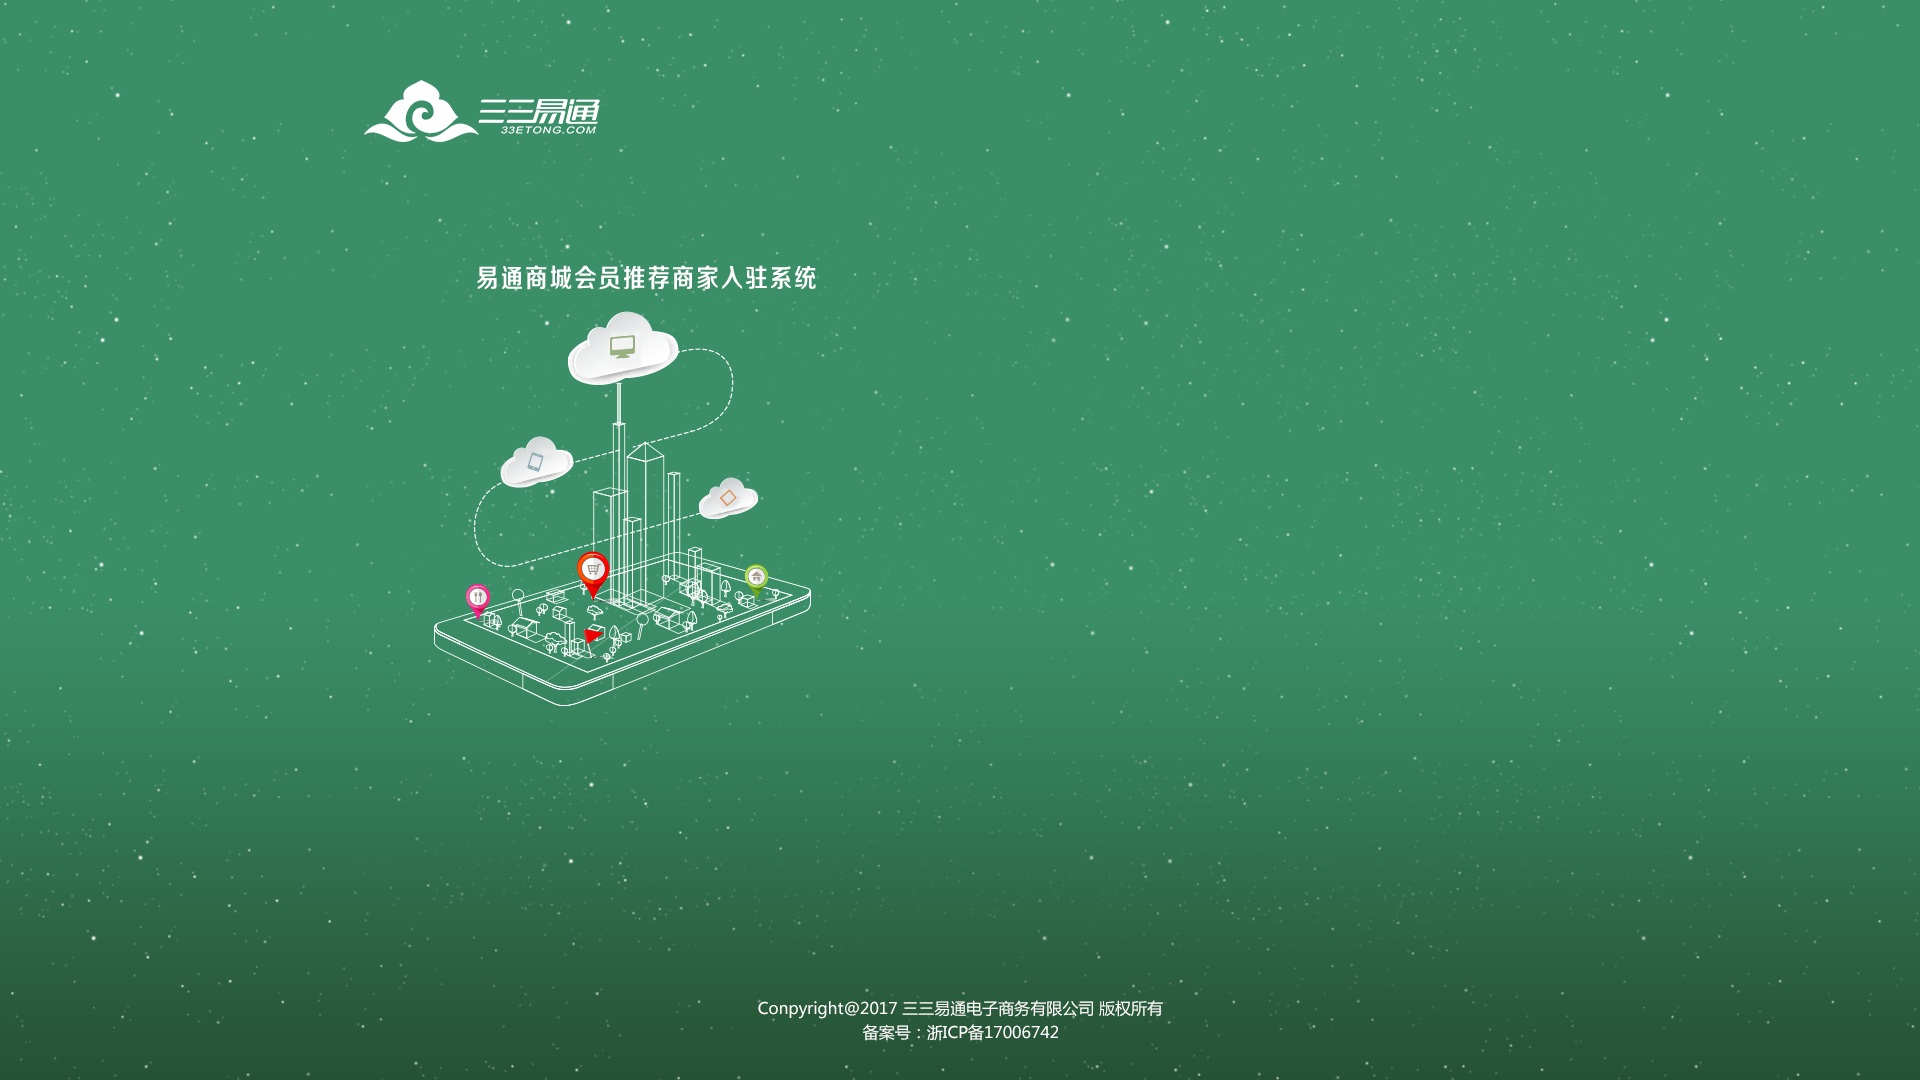 三三易通
33ETONG.COM
易通商城会员推荐商家入驻系统
Conpyright@2017 三三易通电子商务有限公司 版权所有
备案号：浙ICP备17006742